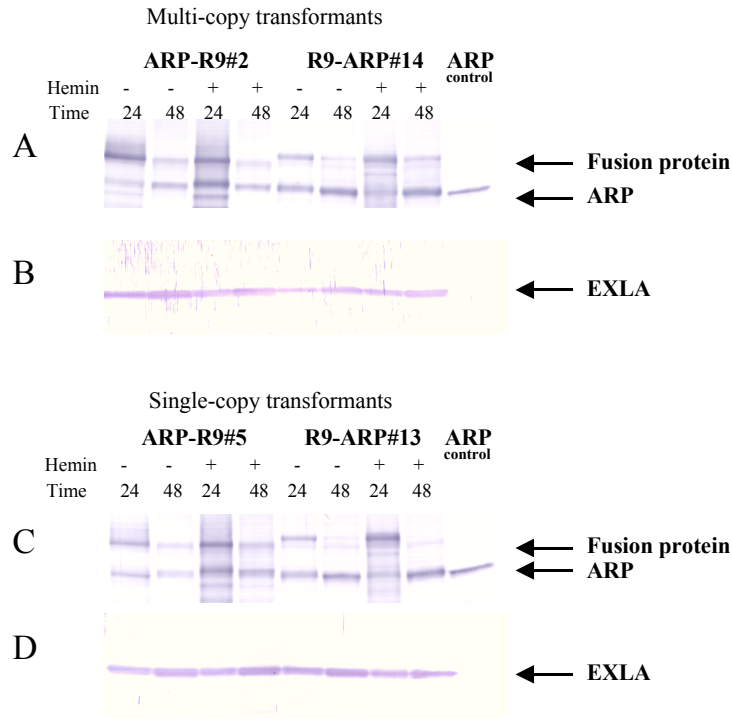 Multi-copy transformants
ARP-R9#2 R9-ARP#14 ARP
control
Hemin - - + + - - + +
Time 24 48 24 48 24 48 24 48
A
Fusion protein
ARP
B
EXLA
Single-copy transformants
ARP-R9#5 R9-ARP#13 ARP
control
Hemin - - + + - - + +
Time 24 48 24 48 24 48 24 48
C
Fusion protein
ARP
D
EXLA